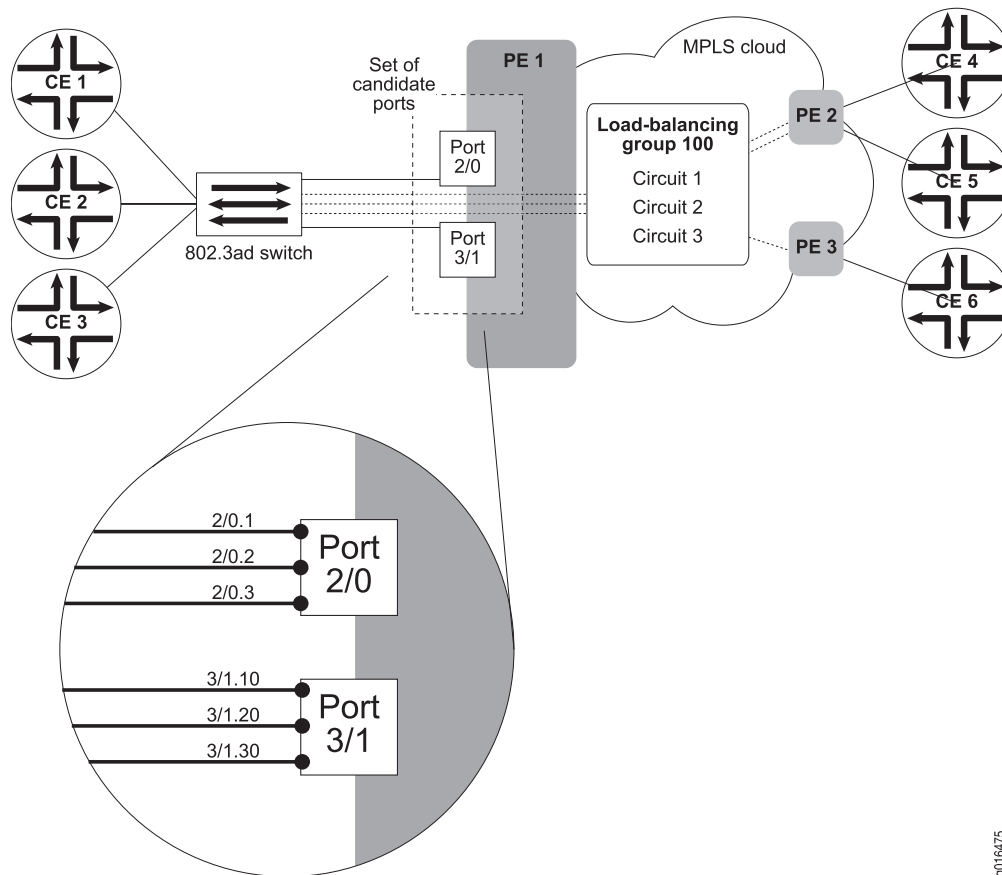 CE 1
CE 2
CE 3
802.3ad switch
Set of
candidate
ports
PE 1
Port
2/0
Port
3/1
MPLS cloud
Load-balancing
group 100
Circuit 1
Circuit 2
Circuit 3
PE 2
PE 3
CE 4
CE 5
CE 6
2/0.1
2/0.2
2/0.3
Port
2/0
3/1.10
3/1.20
3/1.30
Port
3/1
g016475